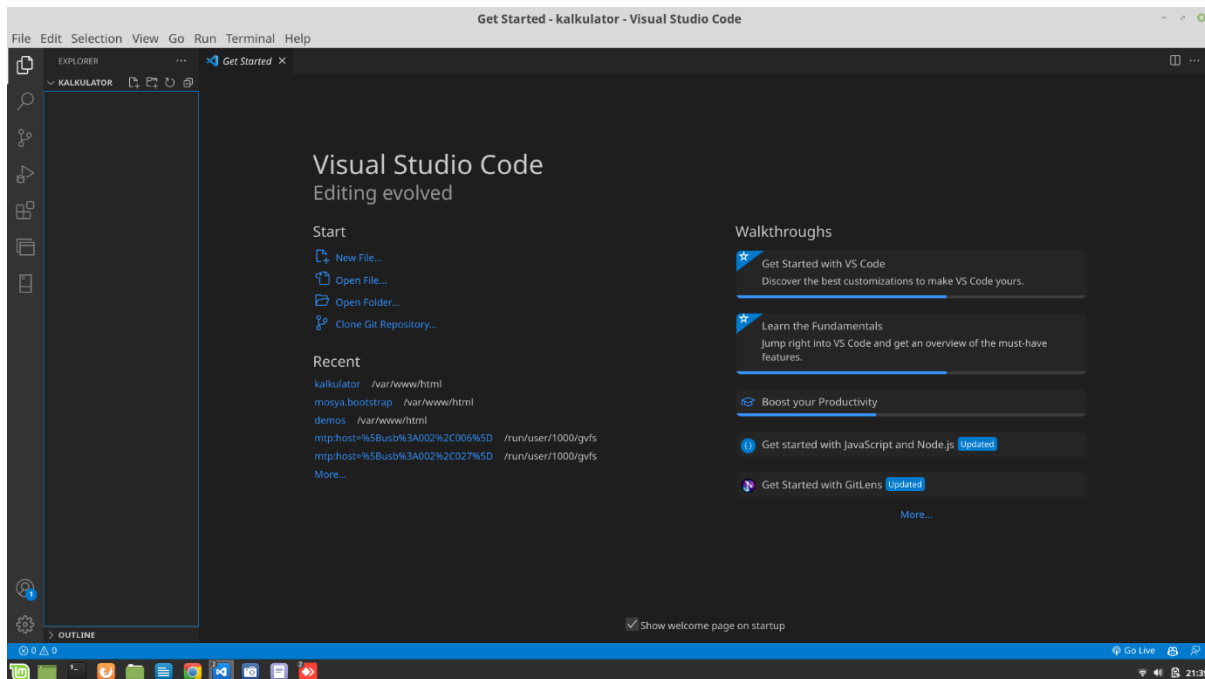 Get Started - kalkulator - Visual Studio Code
File Edit Selection View Go Run Terminal Help
EXPLORER
Get Started
KALKULATOR
Visual Studio Code
Editing evolved
Start
New File...
Open File...
Open Folder...
Clone Git Repository...
Recent
kalkulator /var/www/html
mosya.bootstrap /var/www/html
demos /var/www/html
mtp:host=%5Busb%3A002%2C006%5D /run/user/1000/gvfs
mtp:host=%5Busb%3A002%2C027%5D /run/user/1000/gvfs
More...
Walkthroughs
Get Started with VS Code
Discover the best customizations to make VS Code yours.
Learn the Fundamentals
Jump right into VS Code and get an overview of the must-have
features.
Boost your Productivity
Get started with JavaScript and Node.js Updated
Get Started with GitLens Updated
More...
Show welcome page on startup
1
OUTLINE
0 0
Go Live
2
2
21:39